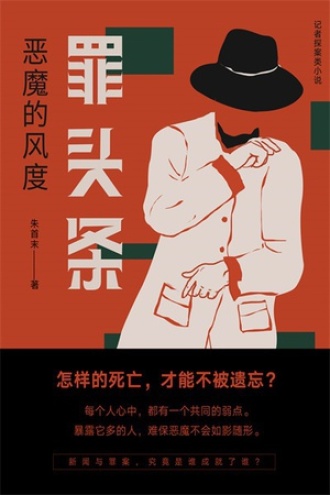 记者探案类小说
罪头条
恶魔的风度
朱首末——著
怎样的死亡，才能不被遗忘？
每个人心中，都有一个共同的弱点。
暴露它多的人，难保恶魔不会如影随形。
新闻与罪案，究竟是谁成就了谁？